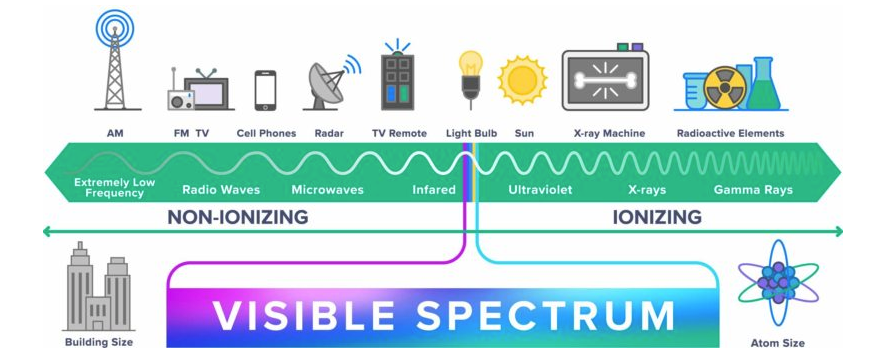 AM
FM TV
Cell Phones
Radar
TV Remote
Light Bulb
Sun
X-ray Machine
Radioactive Elements
Extremely Low
Frequency
Radio Waves
Microwaves
Infared
Ultraviolet
X-rays
Gamma Rays
NON-IONIZING
IONIZING
VISIBLE SPECTRUM
Building Size
Atom Size